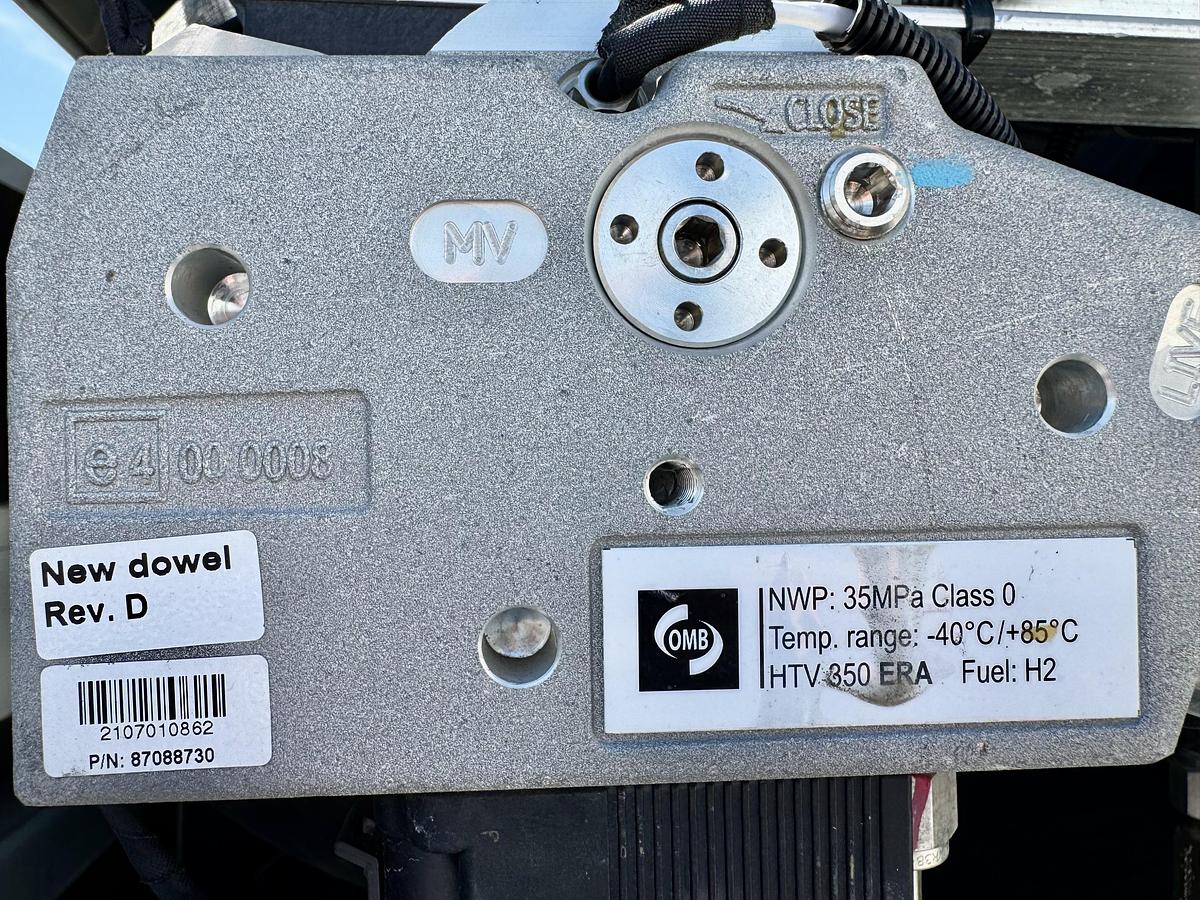 CLOSE
MV
LINE
e 4 00 0008
New dowel
Rev. D
2107010862
P/N: 87088730
OMB
NWP: 35MPa Class 0
Temp. range: -40°C/+85°C
HTV 350 ERA Fuel: H2